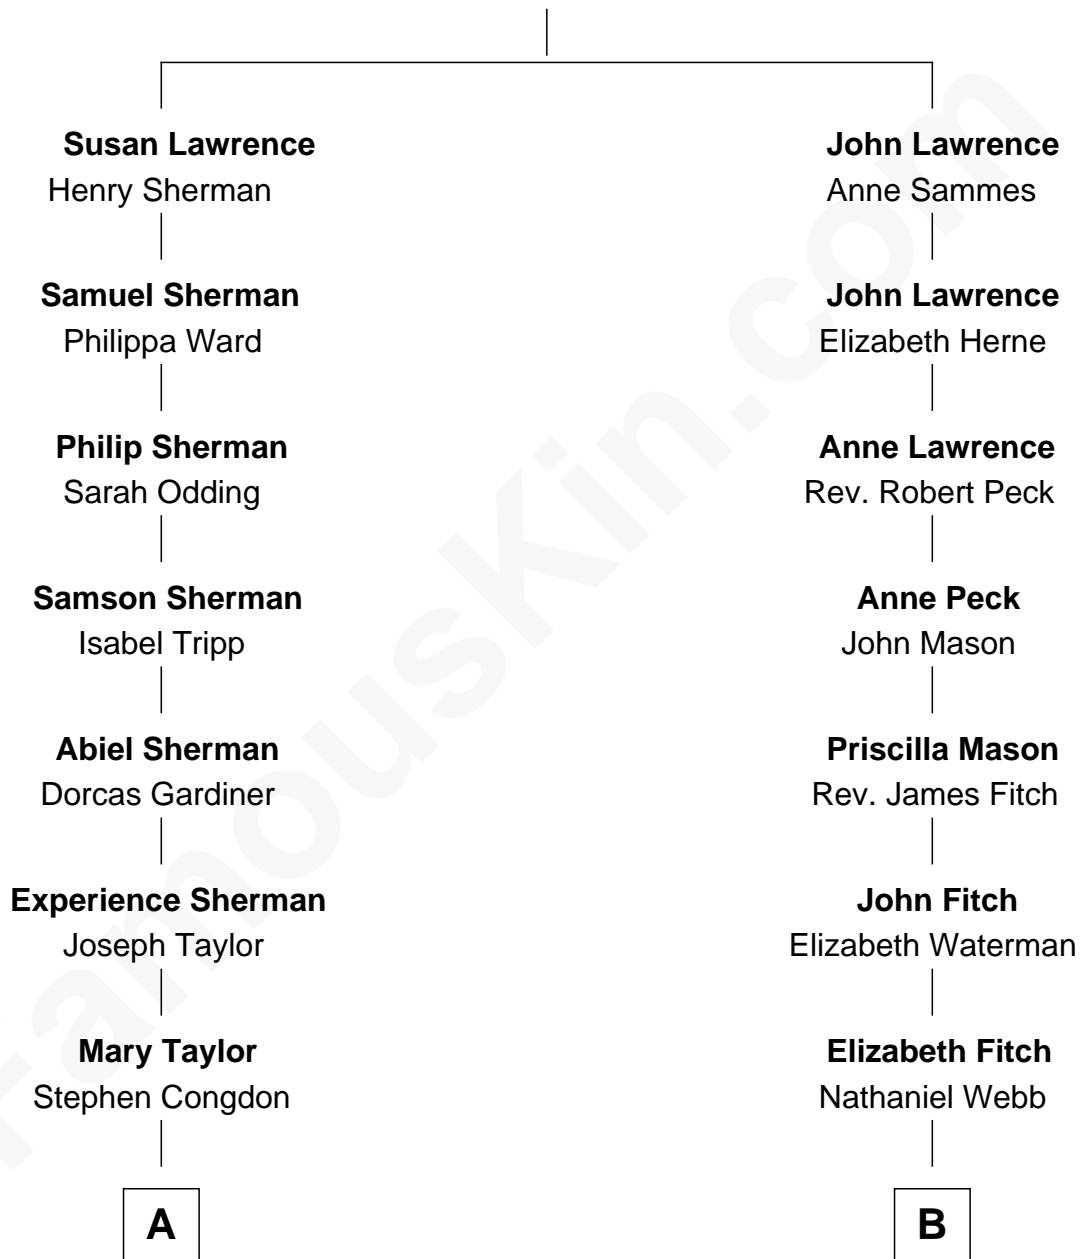 Susan Lawrence
Henry Sherman
John Lawrence
Anne Sammes
Samuel Sherman
Philippa Ward
John Lawrence
Elizabeth Herne
Philip Sherman
Sarah Odding
Anne Lawrence
Rev. Robert Peck
Samson Sherman
Isabel Tripp
Anne Peck
John Mason
Abiel Sherman
Dorcas Gardiner
Priscilla Mason
Rev. James Fitch
Experience Sherman
Joseph Taylor
John Fitch
Elizabeth Waterman
Mary Taylor
Stephen Congdon
Elizabeth Fitch
Nathaniel Webb
A
B
FamousKin.com